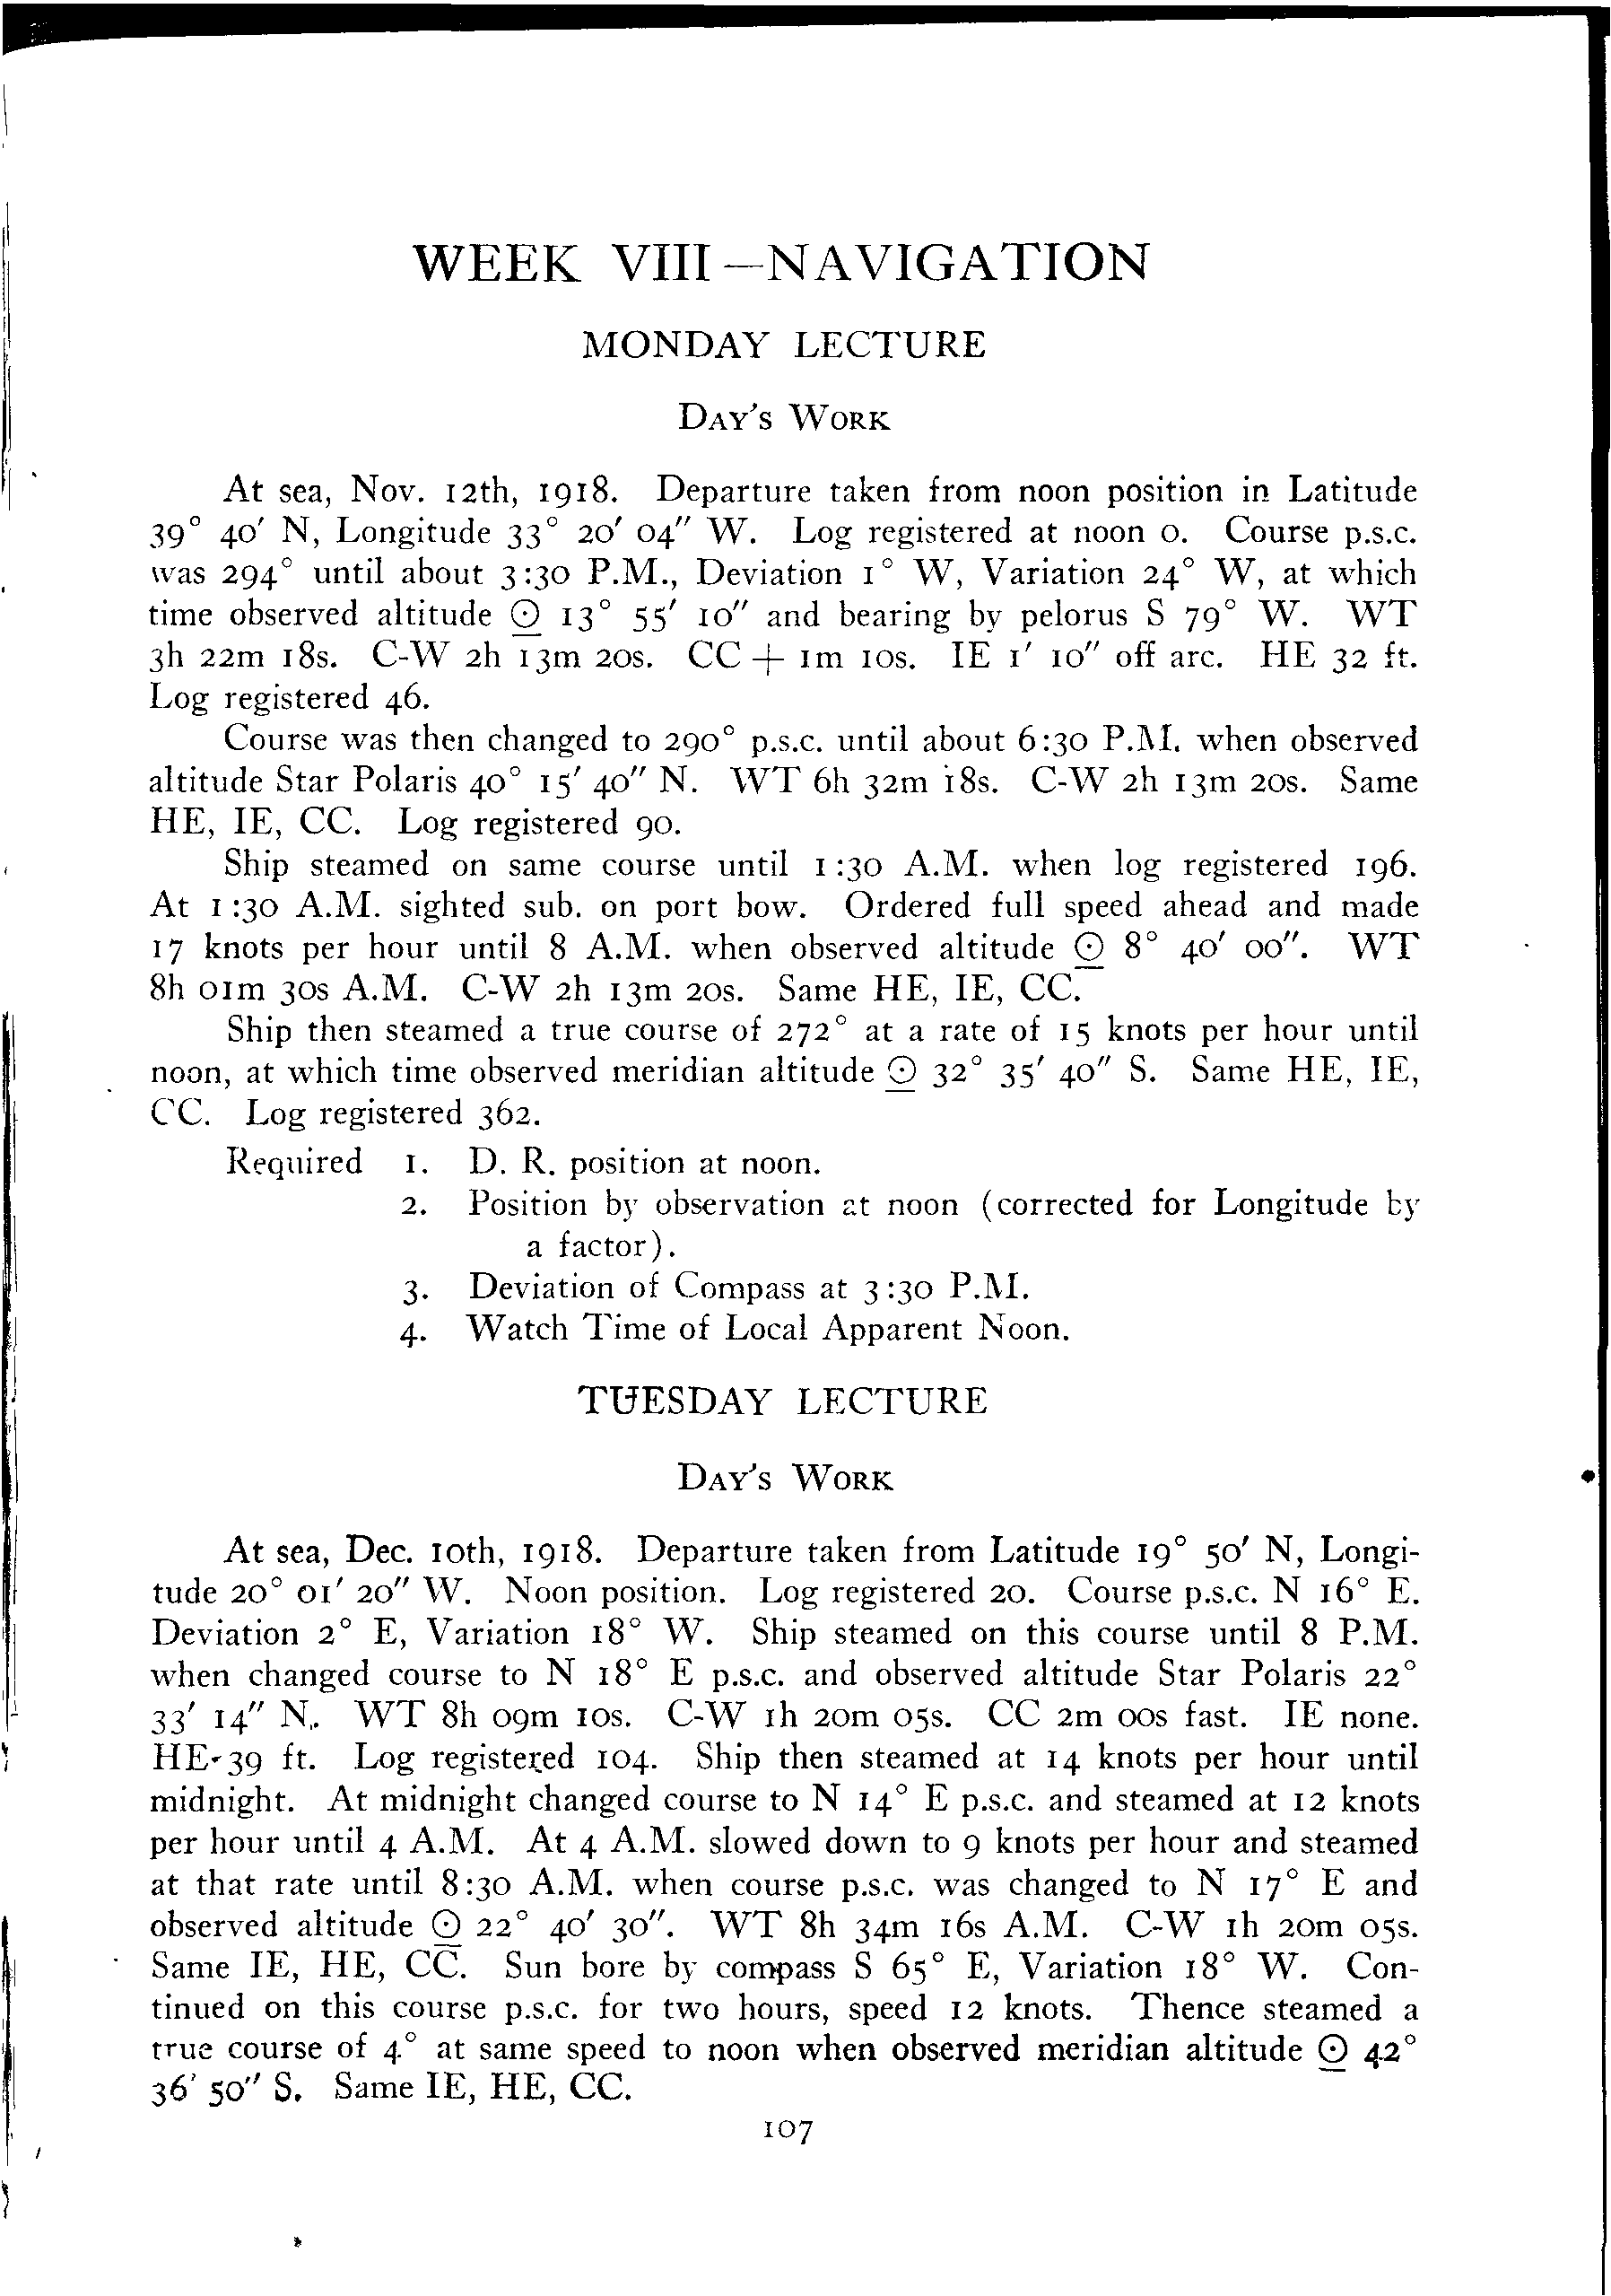 WEEK VIII—NAVIGATION
MONDAY LECTURE
DAY'S WORK
At sea, Nov. 12th, 1918. Departure taken from noon position in Latitude
39° 40′ N, Longitude 33° 20′ 04″ W. Log registered at noon 0. Course p.s.c.
was 294° until about 3:30 P.M., Deviation 1° W, Variation 24° W, at which
time observed altitude ☉ 13° 55′ 10″ and bearing by pelorus S 79° W. WT
3h 22m 18s. C-W 2h 13m 20s. CC + 1m 10s. IE 1′ 10″ off arc. HE 32 ft.
Log registered 46.
Course was then changed to 290° p.s.c. until about 6:30 P.M. when observed
altitude Star Polaris 40° 15′ 40″ N. WT 6h 32m 18s. C-W 2h 13m 20s. Same
HE, IE, CC. Log registered 90.
Ship steamed on same course until 1:30 A.M. when log registered 196.
At 1:30 A.M. sighted sub. on port bow. Ordered full speed ahead and made
17 knots per hour until 8 A.M. when observed altitude ☉ 8° 40′ 00″. WT
8h 01m 30s A.M. C-W 2h 13m 20s. Same HE, IE, CC.
Ship then steamed a true course of 272° at a rate of 15 knots per hour until
noon, at which time observed meridian altitude ☉ 32° 35′ 40″ S. Same HE, IE,
CC. Log registered 362.
Required 1. D. R. position at noon.
2. Position by observation at noon (corrected for Longitude by
a factor).
3. Deviation of Compass at 3:30 P.M.
4. Watch Time of Local Apparent Noon.
TUESDAY LECTURE
DAY'S WORK
At sea, Dec. 10th, 1918. Departure taken from Latitude 19° 50′ N, Longi-
tude 20° 01′ 20″ W. Noon position. Log registered 20. Course p.s.c. N 16° E.
Deviation 2° E, Variation 18° W. Ship steamed on this course until 8 P.M.
when changed course to N 18° E p.s.c. and observed altitude Star Polaris 22°
33′ 14″ N. WT 8h 09m 10s. C-W 1h 20m 05s. CC 2m 00s fast. IE none.
HE 39 ft. Log registered 104. Ship then steamed at 14 knots per hour until
midnight. At midnight changed course to N 14° E p.s.c. and steamed at 12 knots
per hour until 4 A.M. At 4 A.M. slowed down to 9 knots per hour and steamed
at that rate until 8:30 A.M. when course p.s.c. was changed to N 17° E and
observed altitude ☉ 22° 40′ 30″. WT 8h 34m 16s A.M. C-W 1h 20m 05s.
Same IE, HE, CC. Sun bore by compass S 65° E, Variation 18° W. Con-
tinued on this course p.s.c. for two hours, speed 12 knots. Thence steamed a
true course of 4° at same speed to noon when observed meridian altitude ☉ 42°
36′ 50″ S. Same IE, HE, CC.
107